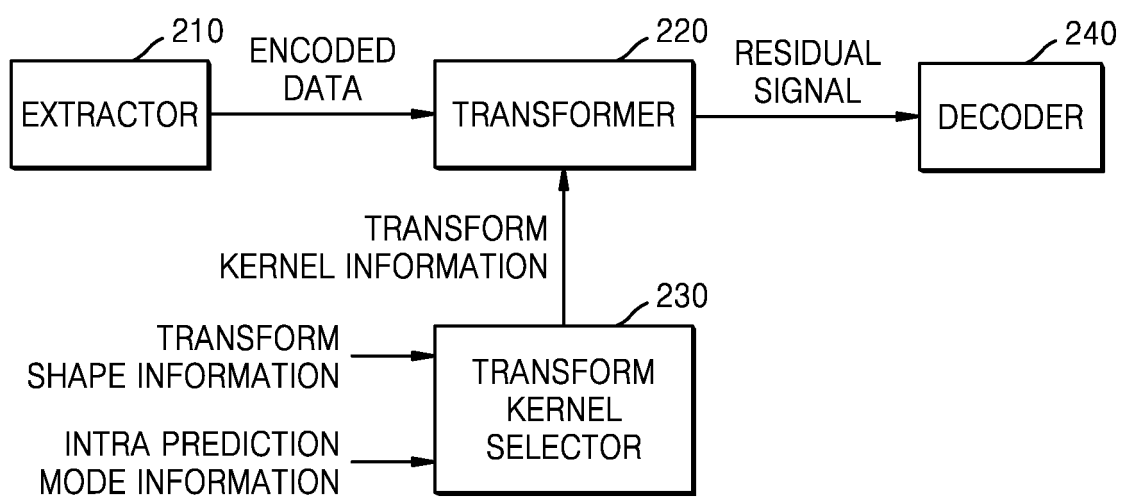 210
EXTRACTOR
ENCODED
DATA
220
TRANSFORMER
RESIDUAL
SIGNAL
240
DECODER
TRANSFORM
KERNEL INFORMATION
230
TRANSFORM
SHAPE INFORMATION
INTRA PREDICTION
MODE INFORMATION
TRANSFORM
KERNEL
SELECTOR